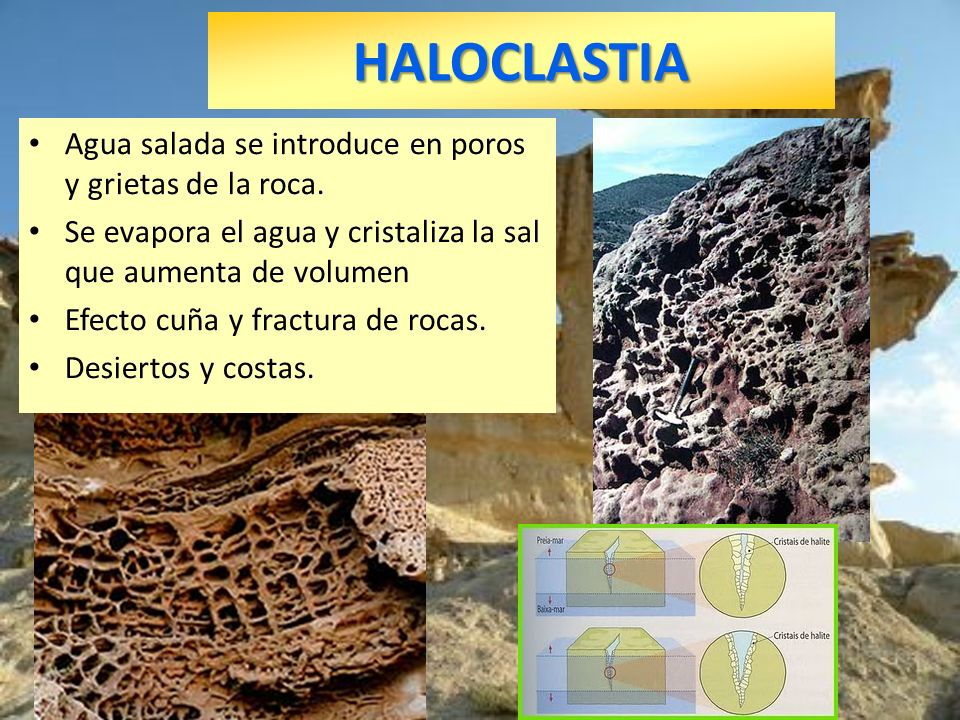 HALOCLASTIA
• Agua salada se introduce en poros
y grietas de la roca.
• Se evapora el agua y cristaliza la sal
que aumenta de volumen
• Efecto cuña y fractura de rocas.
• Desiertos y costas.
Preia-mar
Cristais de halite
Baixa-mar
Cristais de halite